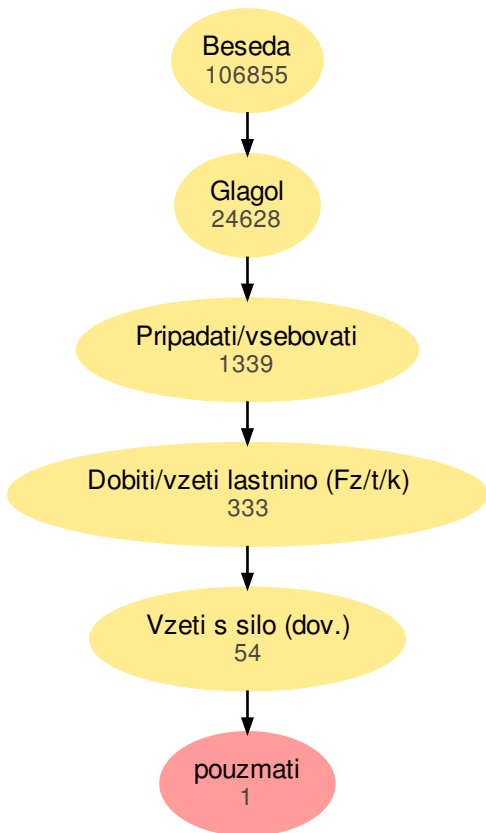 Beseda
106855
Glagol
24628
Pripadati/vsebovati
1339
Dobiti/vzeti lastnino (Fz/t/k)
333
Vzeti s silo (dov.)
54
pouzmati
1